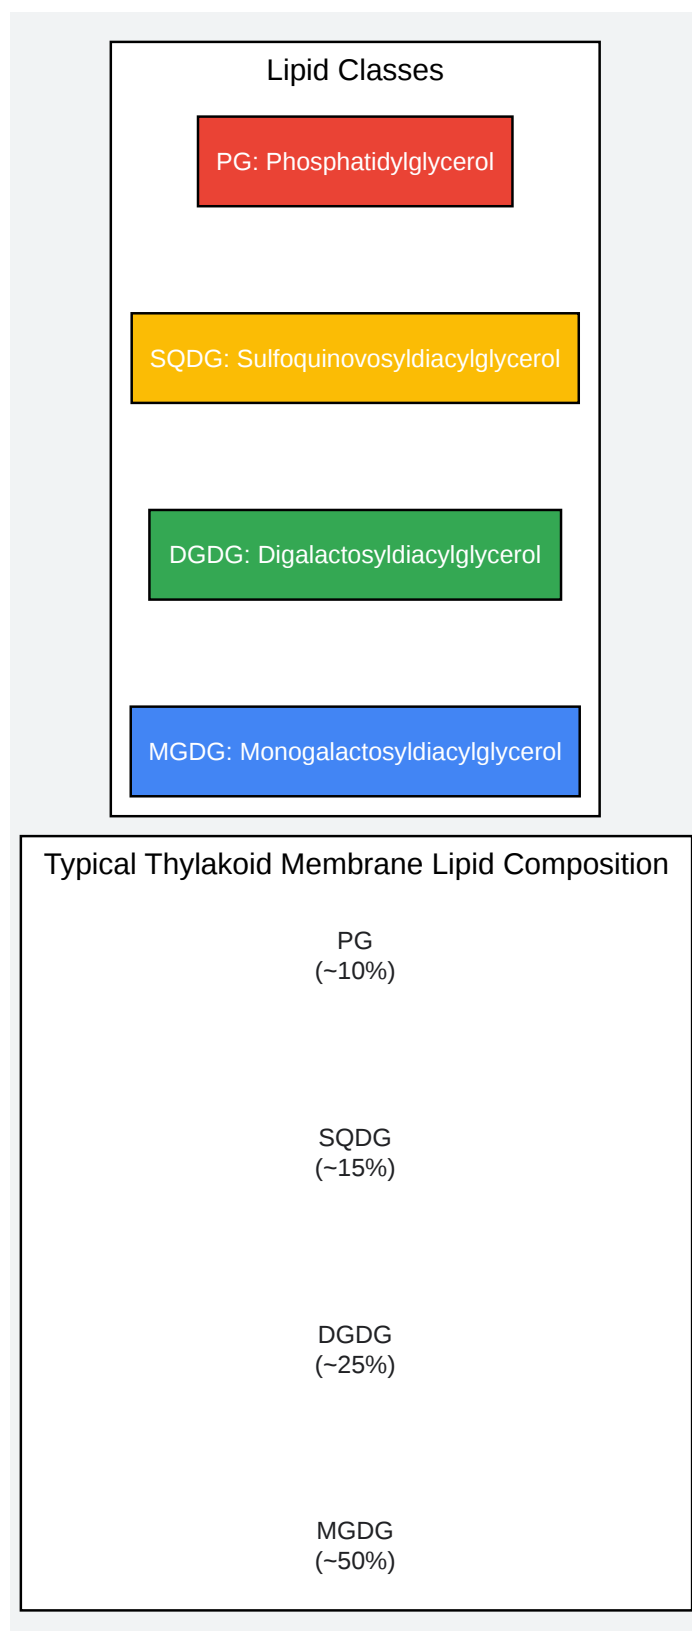 Lipid Classes
PG: Phosphatidylglycerol
SQDG: Sulfoquinovosyldiacylglycerol
DGDG: Digalactosyldiacylglycerol
MGDG: Monogalactosyldiacylglycerol
Typical Thylakoid Membrane Lipid Composition
PG
(~10%)
SQDG
(~15%)
DGDG
(~25%)
MGDG
(~50%)